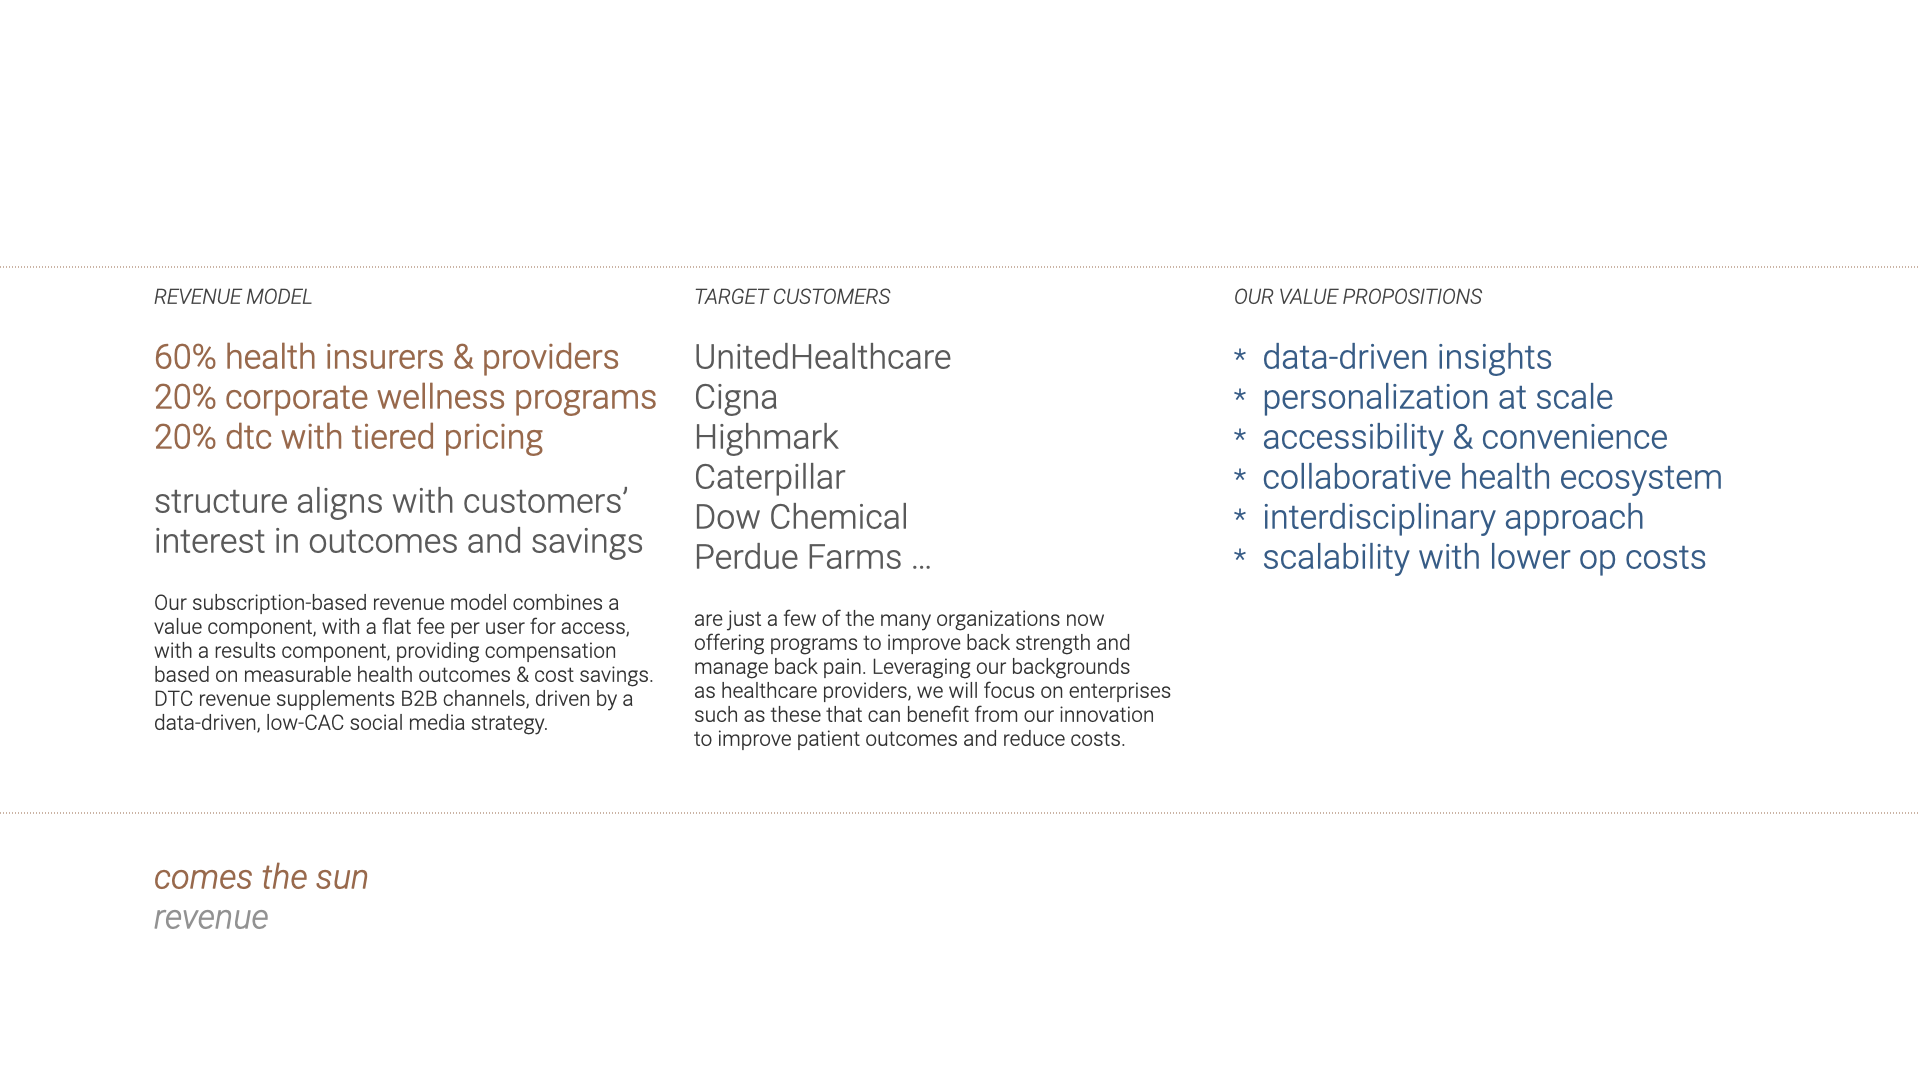 REVENUE MODEL
60% health insurers & providers
20% corporate wellness programs
20% dtc with tiered pricing
structure aligns with customers’
interest in outcomes and savings
Our subscription-based revenue model combines a
value component, with a flat fee per user for access,
with a results component, providing compensation
based on measurable health outcomes & cost savings.
DTC revenue supplements B2B channels, driven by a
data-driven, low-CAC social media strategy.
TARGET CUSTOMERS
UnitedHealthcare
Cigna
Highmark
Caterpillar
Dow Chemical
Perdue Farms ...
are just a few of the many organizations now
offering programs to improve back strength and
manage back pain. Leveraging our backgrounds
as healthcare providers, we will focus on enterprises
such as these that can benefit from our innovation
to improve patient outcomes and reduce costs.
OUR VALUE PROPOSITIONS
* data-driven insights
* personalization at scale
* accessibility & convenience
* collaborative health ecosystem
* interdisciplinary approach
* scalability with lower op costs
comes the sun
revenue